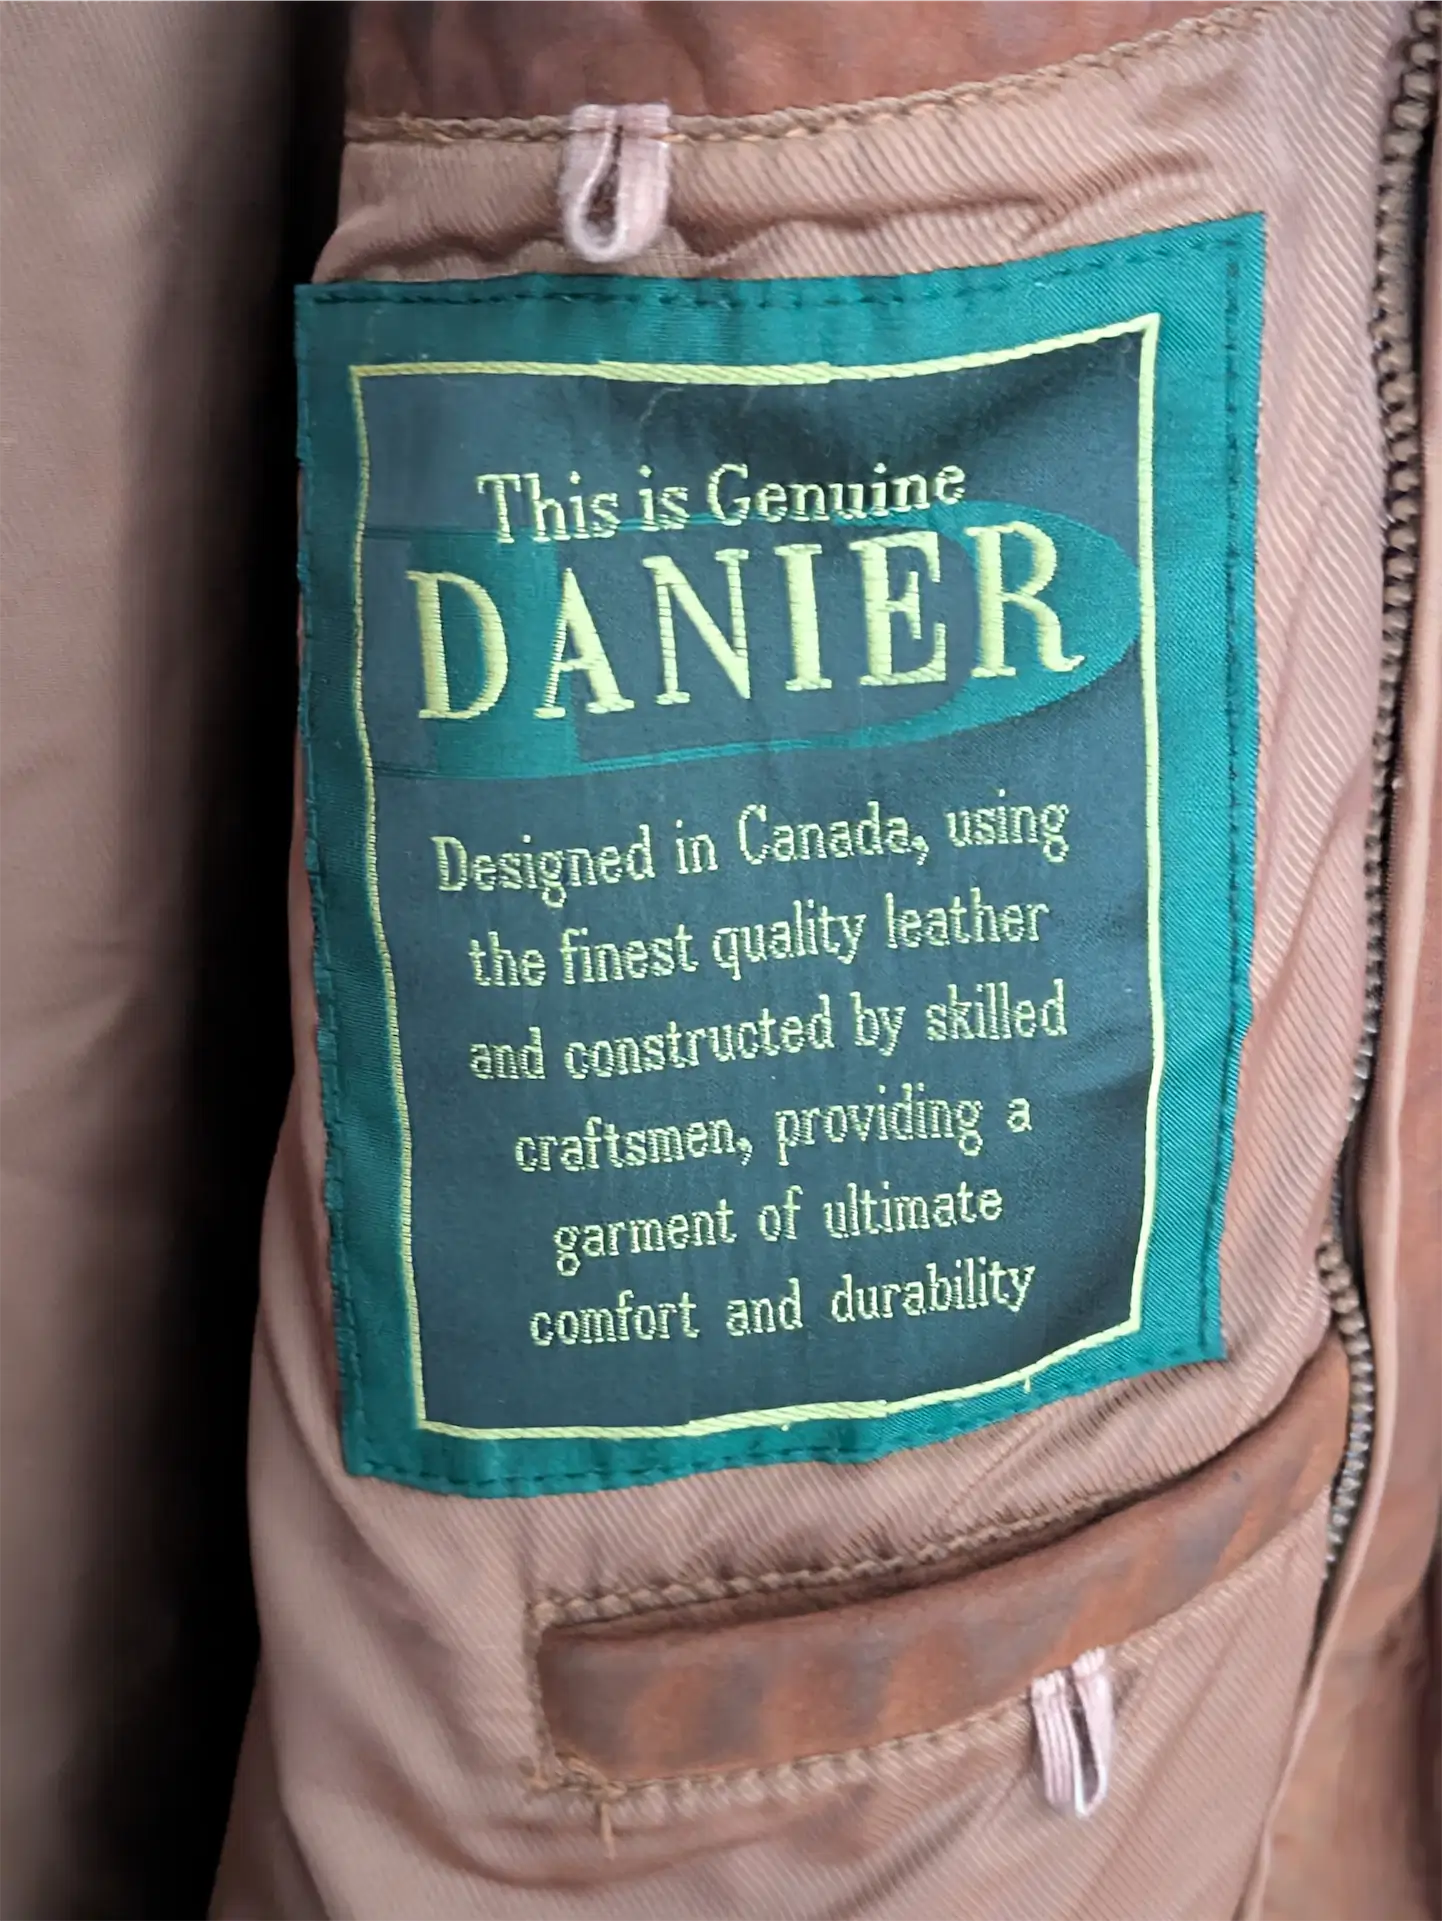 This is Genuine
DANIER
Designed in Canada, using
the finest quality leather
and constructed by skilled
craftsmen, providing a
garment of ultimate
comfort and durability